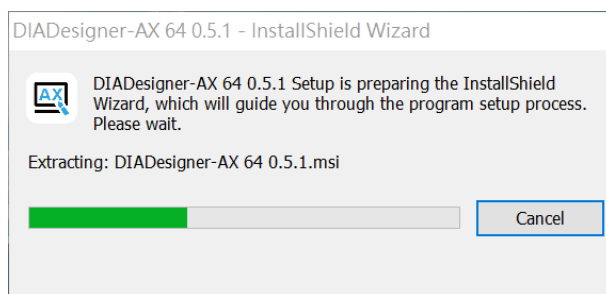 DIADesigner-AX 64 0.5.1 - InstallShield Wizard
AX
DIADesigner-AX 64 0.5.1 Setup is preparing the InstallShield
Wizard, which will guide you through the program setup process.
Please wait.
Extracting: DIADesigner-AX 64 0.5.1.msi
Cancel